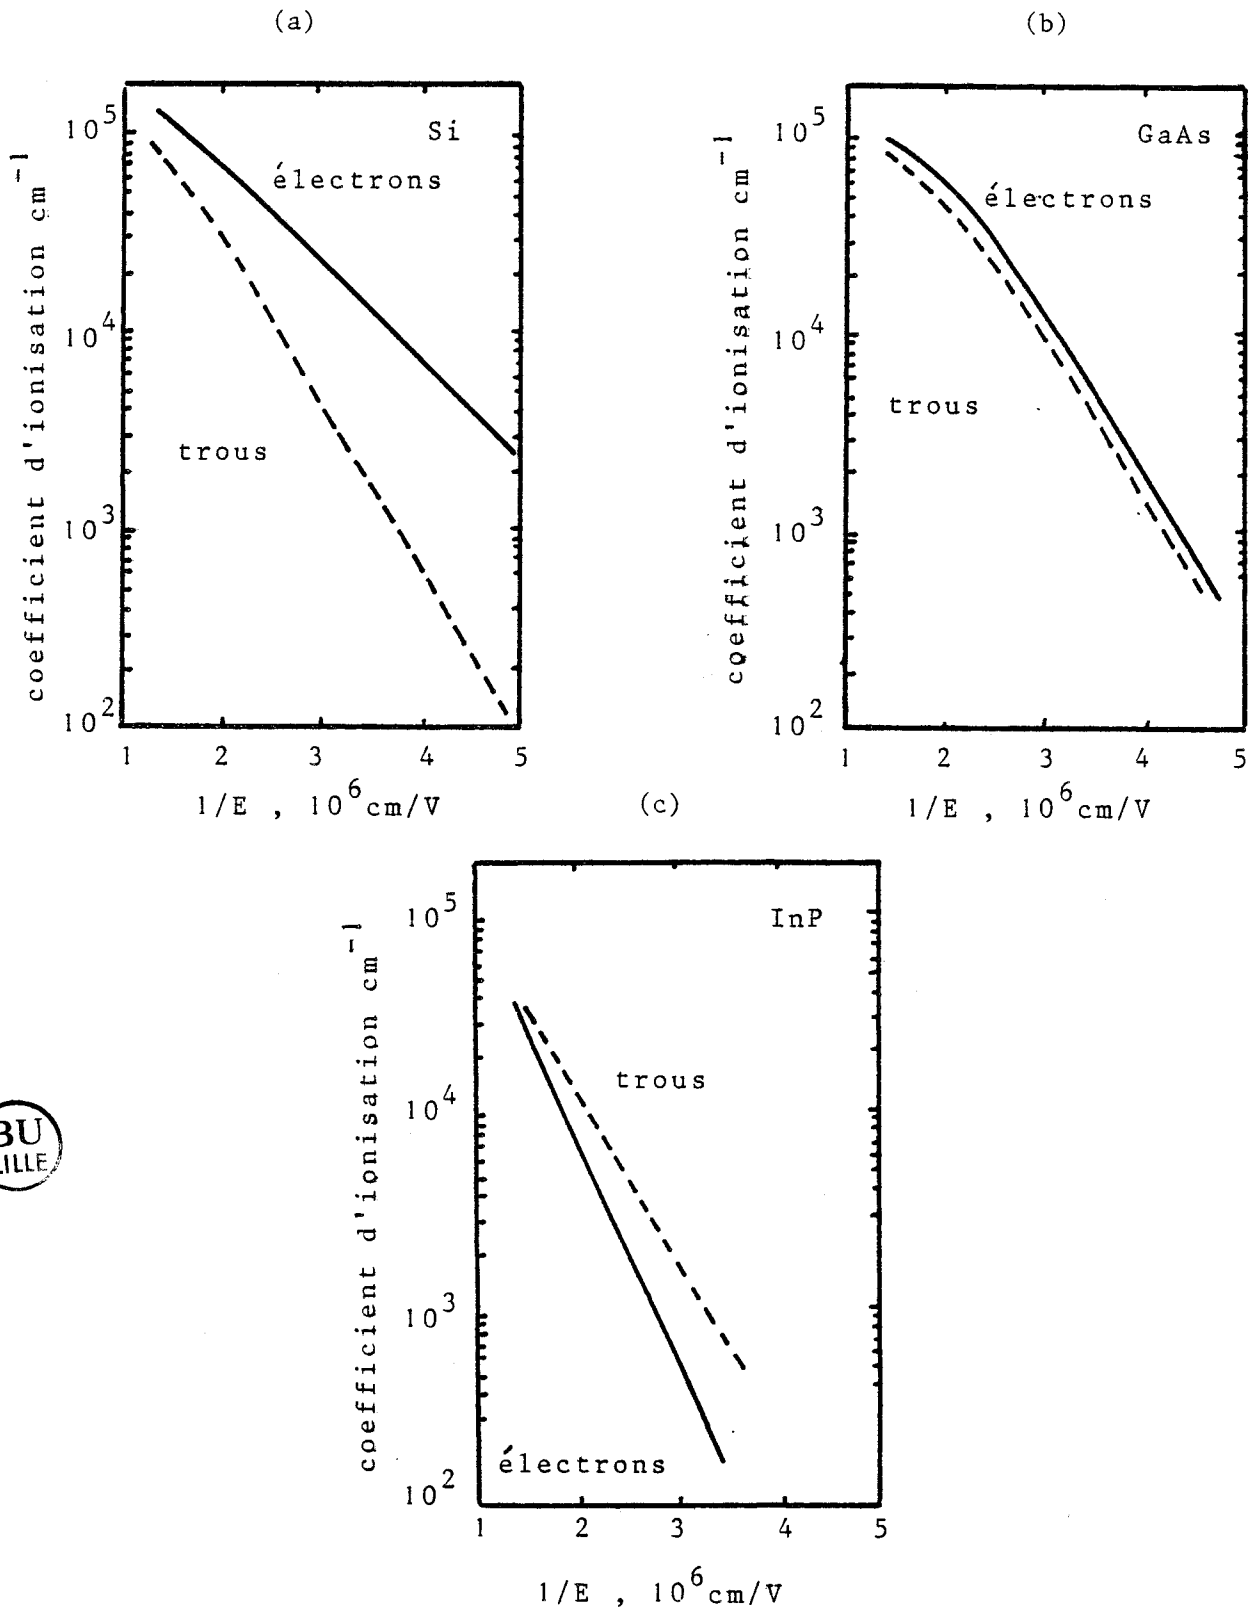 (a)
Si
électrons
trous
10^5
10^4
10^3
10^2
1 2 3 4 5
coefficient d'ionisation cm^-1
1/E , 10^6 cm/V
(b)
GaAs
électrons
trous
10^5
10^4
10^3
10^2
1 2 3 4 5
coefficient d'ionisation cm^-1
1/E , 10^6 cm/V
(c)
InP
trous
électrons
10^5
10^4
10^3
10^2
1 2 3 4 5
coefficient d'ionisation cm^-1
1/E , 10^6 cm/V
BU
LILLE